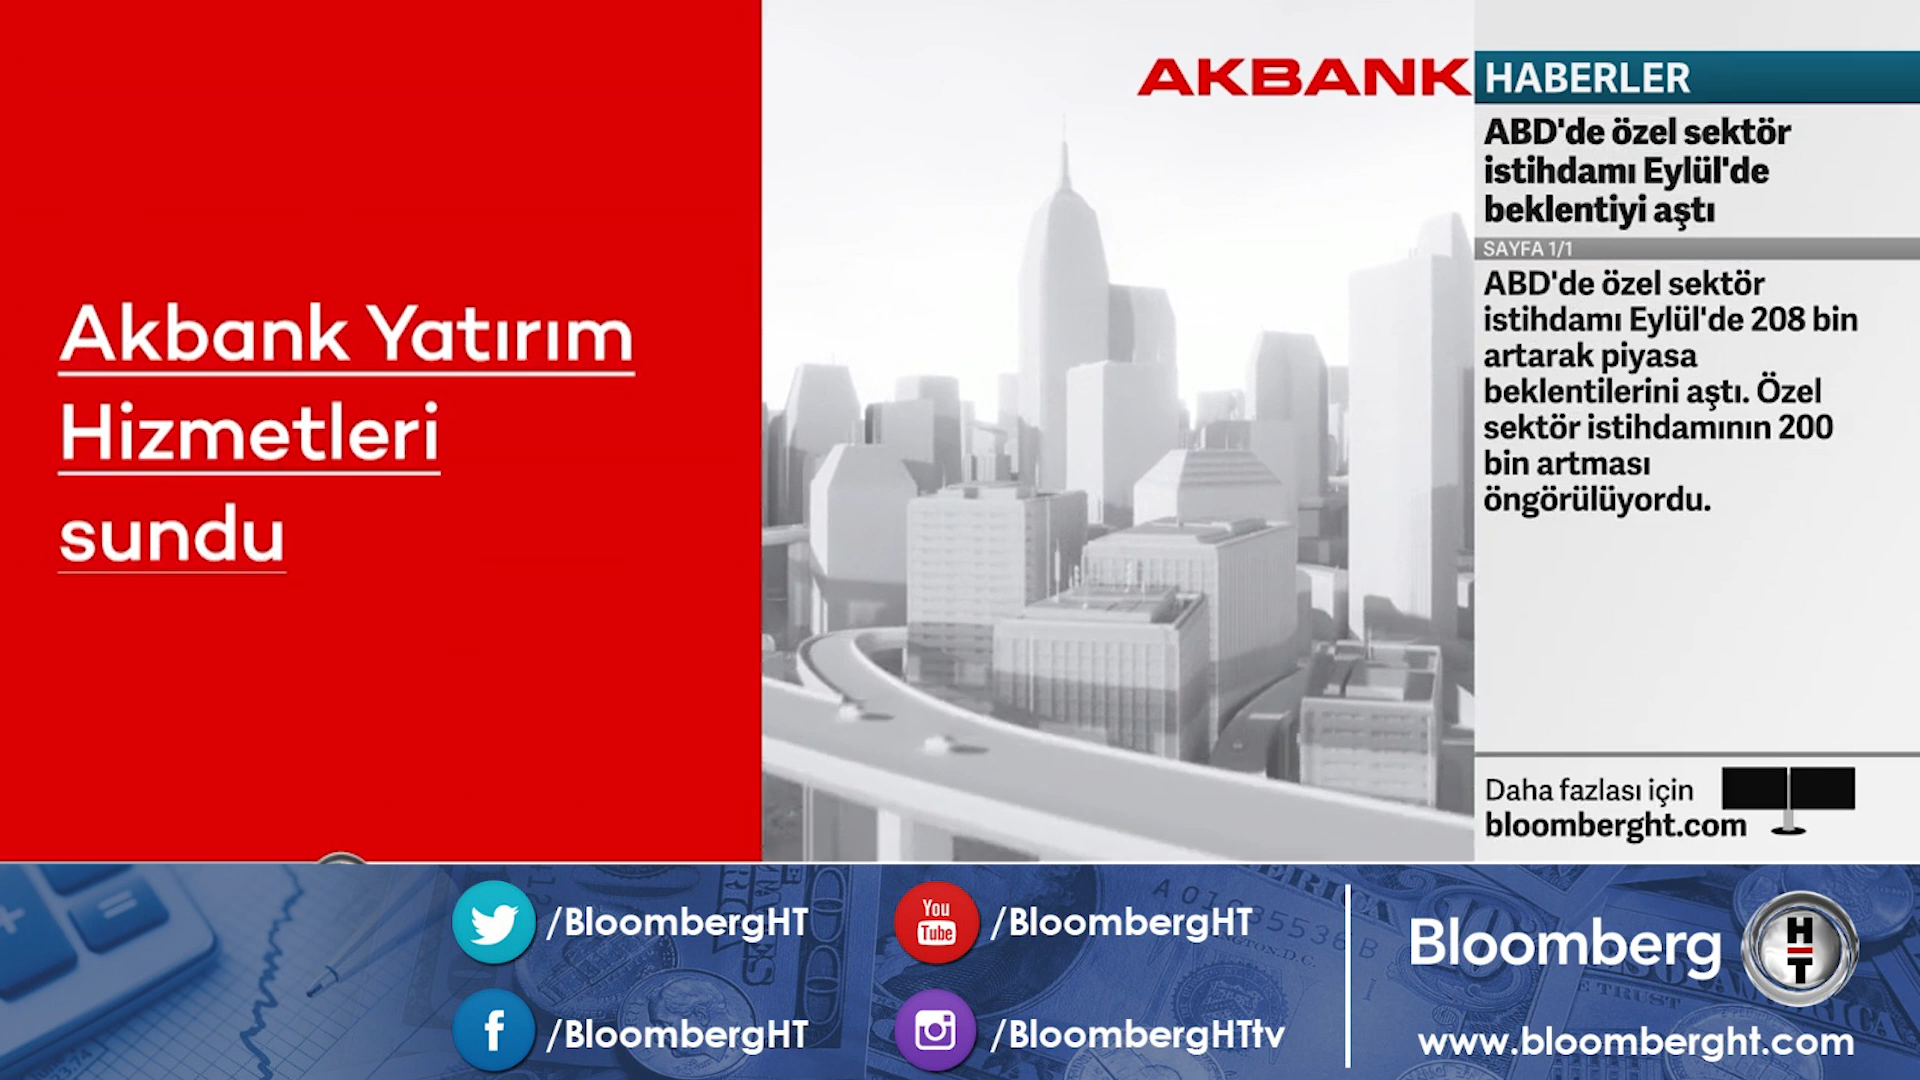 Akbank Yatırım
Hizmetleri
sundu
AKBANK
HABERLER
ABD'de özel sektör
istihdamı Eylül'de
beklentiyi aştı
SAYFA 1/1
ABD'de özel sektör
istihdamı Eylül'de 208 bin
artarak piyasa
beklentilerini aştı. Özel
sektör istihdamının 200
bin artması
öngörülüyordu.
Daha fazlası için
bloomberght.com
/BloombergHT
You
Tube
/BloombergHT
/BloombergHT
/BloombergHTtv
Bloomberg
HT
www.bloomberght.com